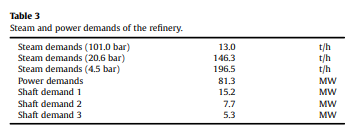 Table 3
Steam and power demands of the refinery.
Steam demands (101.0 bar) 13.0 t/h
Steam demands (20.6 bar) 146.3 t/h
Steam demands (4.5 bar) 196.5 t/h
Power demands 81.3 MW
Shaft demand 1 15.2 MW
Shaft demand 2 7.7 MW
Shaft demand 3 5.3 MW